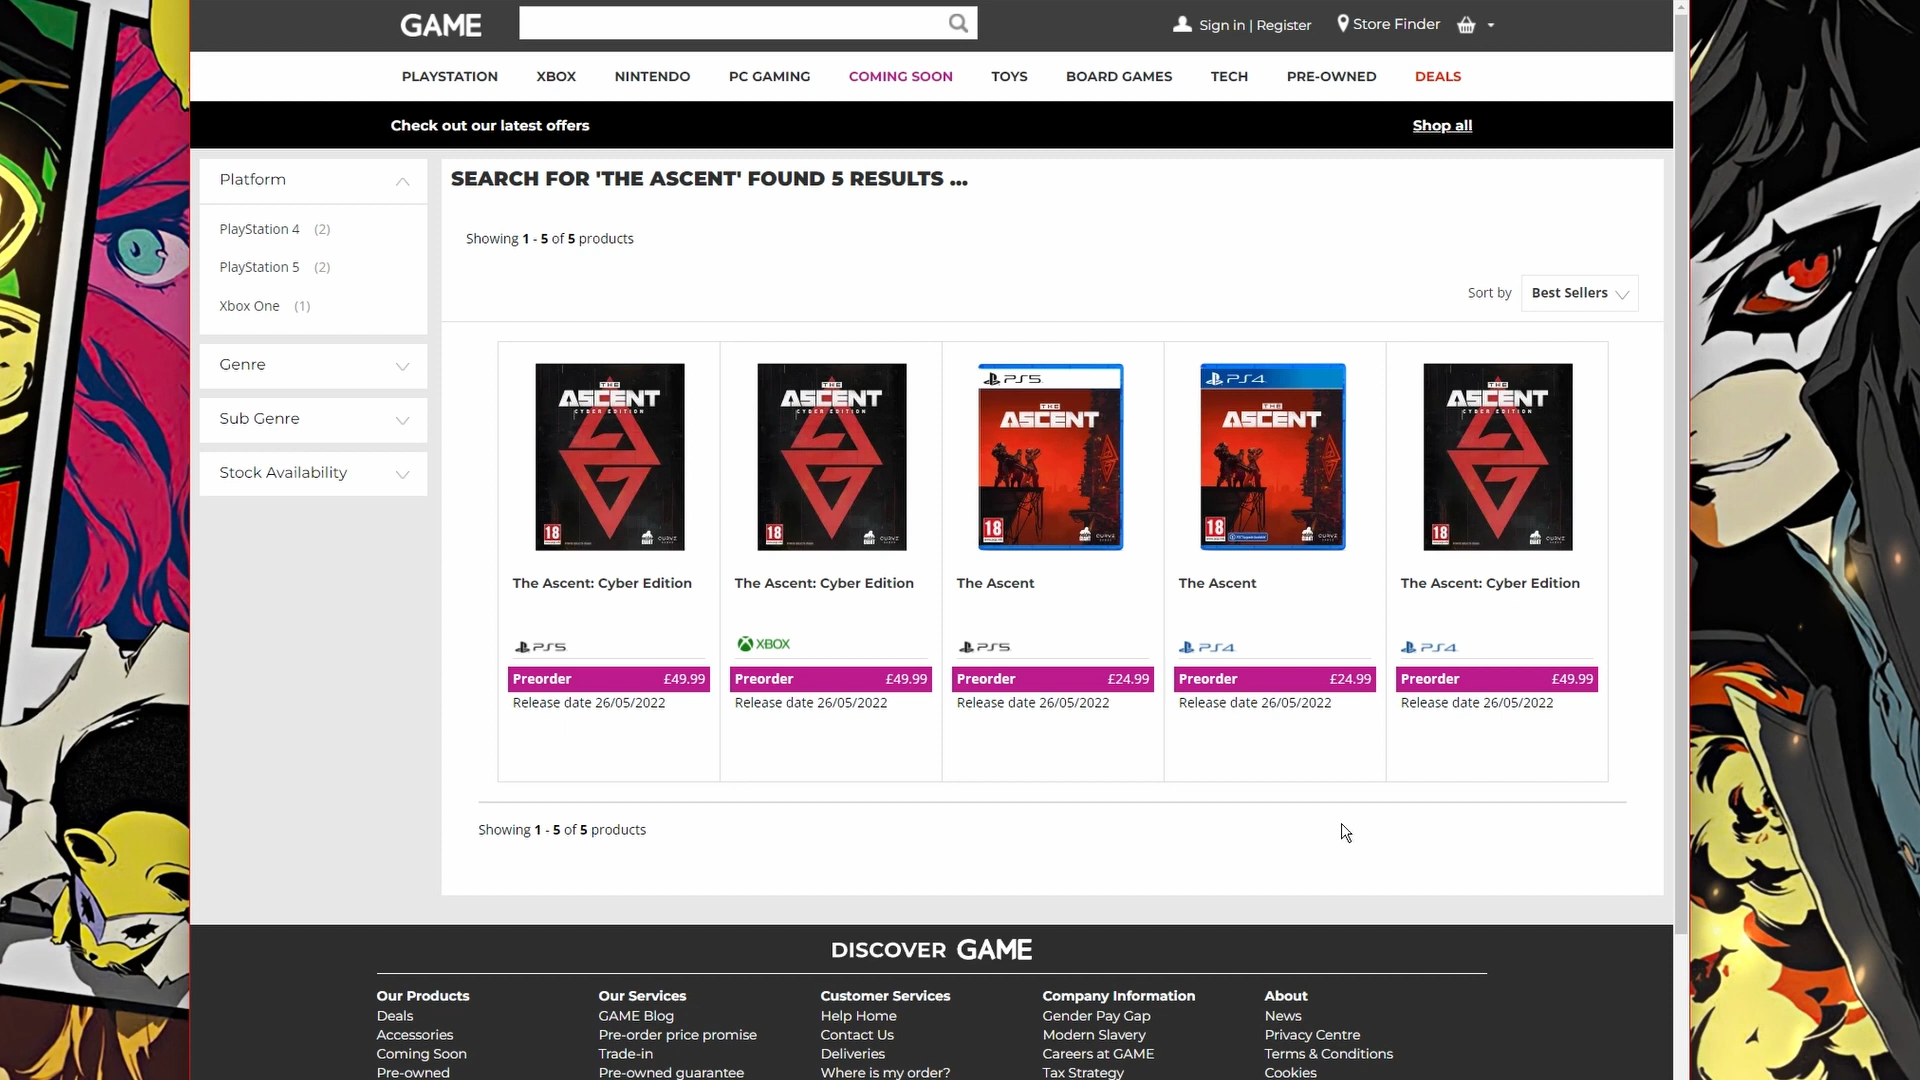 GAME
Sign in | Register
Store Finder
PLAYSTATION XBOX NINTENDO PC GAMING COMING SOON TOYS BOARD GAMES TECH PRE-OWNED DEALS
Check out our latest offers
Shop all
Platform
PlayStation 4 (2)
PlayStation 5 (2)
Xbox One (1)
Genre
Sub Genre
Stock Availability
SEARCH FOR 'THE ASCENT' FOUND 5 RESULTS ...
Showing 1 - 5 of 5 products
Sort by Best Sellers
THE
ASCENT
CYBER EDITION
18
The Ascent: Cyber Edition
PS5
Preorder £49.99
Release date 26/05/2022
THE
ASCENT
CYBER EDITION
18
The Ascent: Cyber Edition
XBOX
Preorder £49.99
Release date 26/05/2022
PS5
THE
ASCENT
18
The Ascent
PS5
Preorder £24.99
Release date 26/05/2022
PS4
THE
ASCENT
18
The Ascent
PS4
Preorder £24.99
Release date 26/05/2022
THE
ASCENT
CYBER EDITION
18
The Ascent: Cyber Edition
PS4
Preorder £49.99
Release date 26/05/2022
Showing 1 - 5 of 5 products
DISCOVER GAME
Our Products
Deals
Accessories
Coming Soon
Pre-owned
Our Services
GAME Blog
Pre-order price promise
Trade-in
Pre-owned guarantee
Customer Services
Help Home
Contact Us
Deliveries
Where is my order?
Company Information
Gender Pay Gap
Modern Slavery
Careers at GAME
Tax Strategy
About
News
Privacy Centre
Terms & Conditions
Cookies